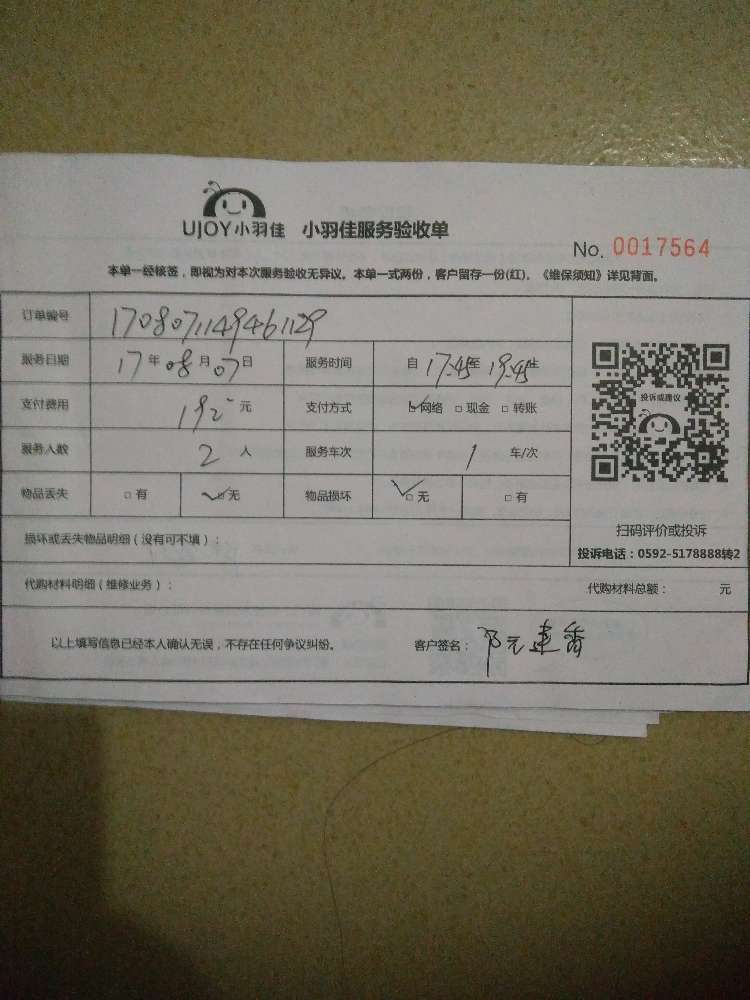 UJOY小羽佳 小羽佳服务验收单
No. 0017564
本单一经核签，即视为对本次服务验收无异议。本单一式两份，客户留存一份(红)。《维保须知》详见背面。
订单编号 1708071149461129
服务日期 17年08月07日 服务时间 自17:45至19:45
支付费用 192元 支付方式 网络 现金 转账
服务人数 2人 服务车次 1 车/次
物品丢失 有 无 物品损坏 无 有
投诉或建议
扫码评价或投诉
投诉电话：0592-5178888转2
损坏或丢失物品明细（没有可不填）：
代购材料明细（维修业务）： 代购材料总额： 元
以上填写信息已经本人确认无误，不存在任何争议纠纷。 客户签名：